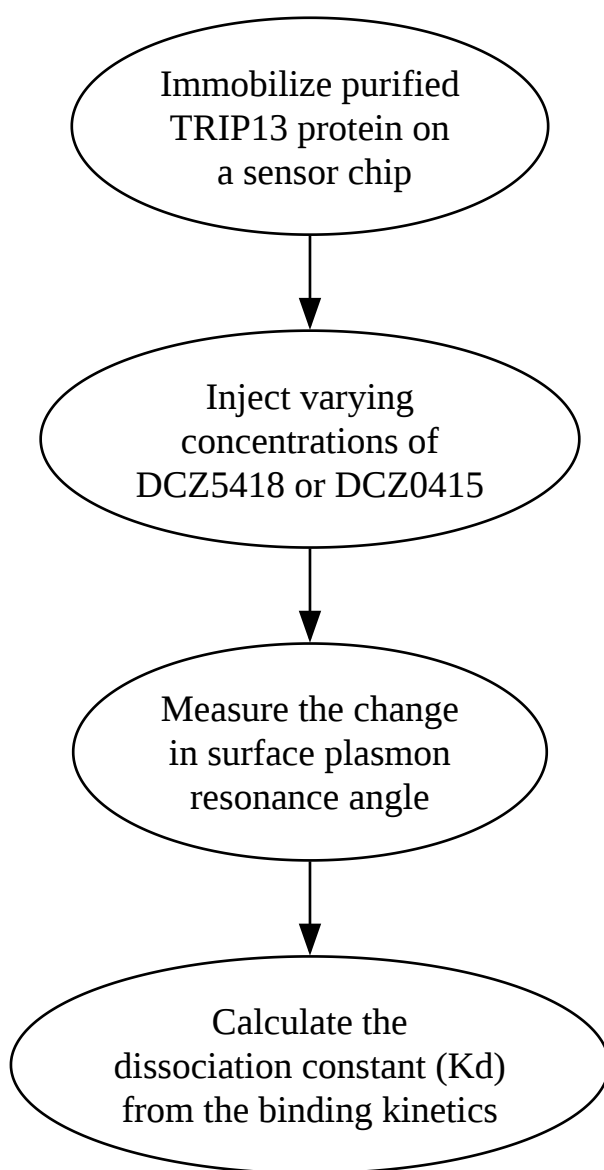 Immobilize purified
TRIP13 protein on
a sensor chip
Inject varying
concentrations of
DCZ5418 or DCZ0415
Measure the change
in surface plasmon
resonance angle
Calculate the
dissociation constant (Kd)
from the binding kinetics